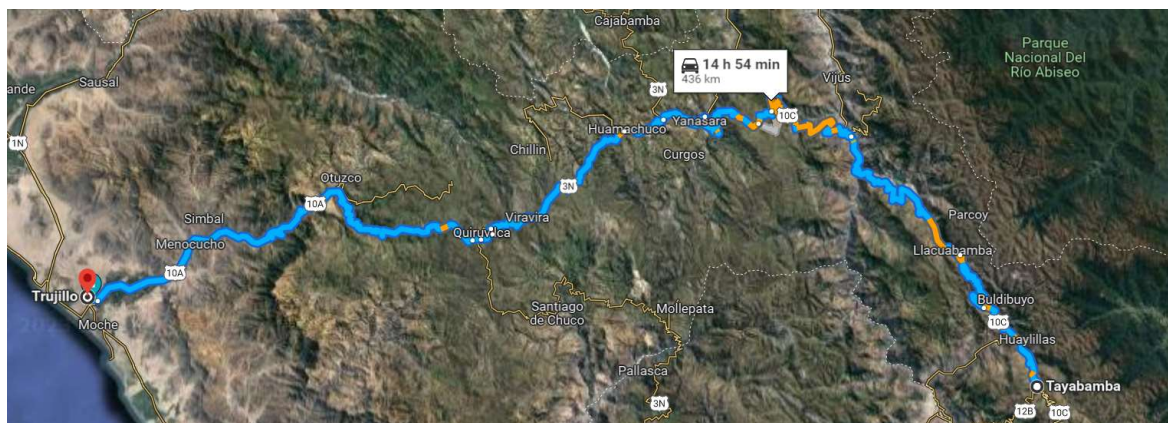 Cajabamba
Parque
Nacional Del
Río Abiseo
14 h 54 min
436 km
Vijus
Sausal
ande
3N
10C
1N
Huamachuco
Yanasara
Chillin
Curgos
Otuzco
3N
10A
Simbal
Viravira
Parcoy
Menocucho
Quiruvilca
Llacuabamba
10A
Trujillo
Santiago
de Chuco
Mollepata
Buldibuyo
Moche
10C
Huaylillas
Pallasca
Tayabamba
3N
12B
10C